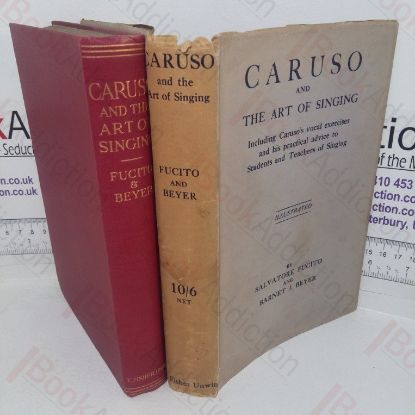 CARUSO
AND THE
ART OF
SINGING
FUCITO
&
BEYER
CARUSO
and the
Art of Singing
FUCITO
AND
BEYER
10/6
NET
Fisher Unwin
CARUSO
AND
THE ART OF SINGING
Including Caruso's vocal exercises
and his practical advice to
Students and Teachers of Singing
ILLUSTRATED
BY
SALVATORE FUCITO
AND
BARNET J. BEYER
BookAddiction